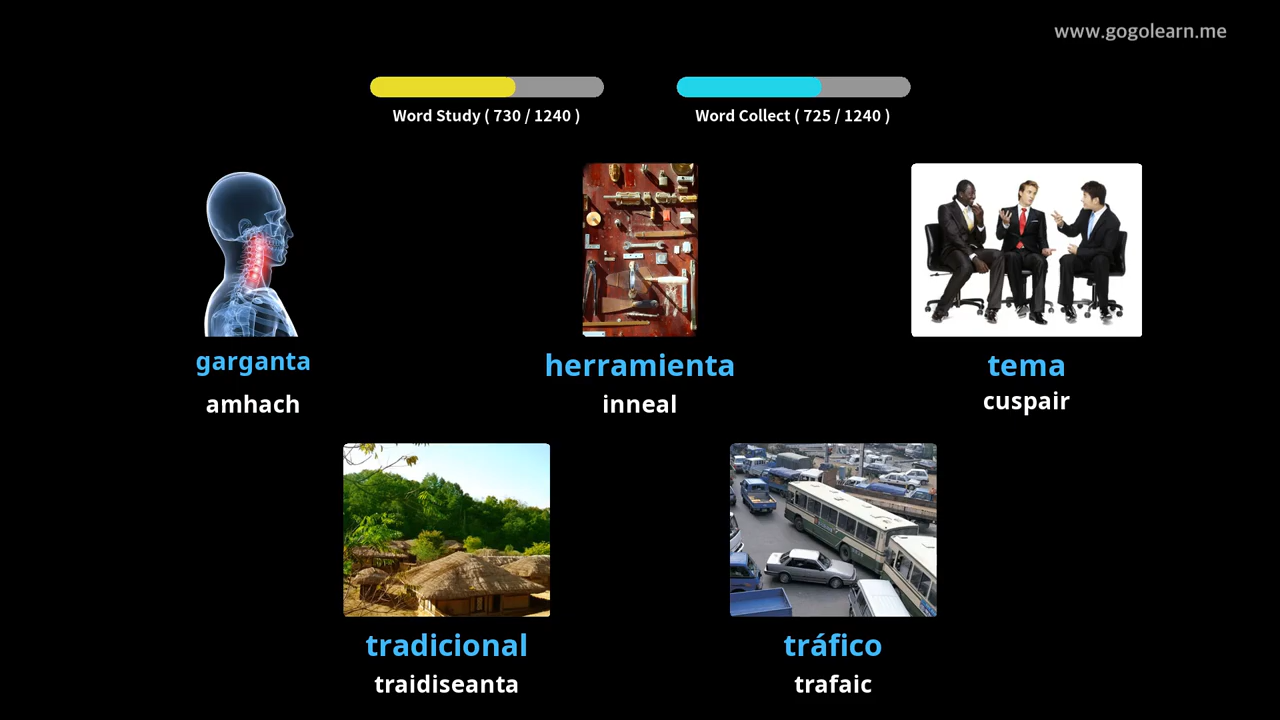 www.gogolearn.me
Word Study ( 730 / 1240 )
Word Collect ( 725 / 1240 )
garganta
amhach
herramienta
inneal
tema
cuspair
tradicional
traidiseanta
tráfico
trafaic